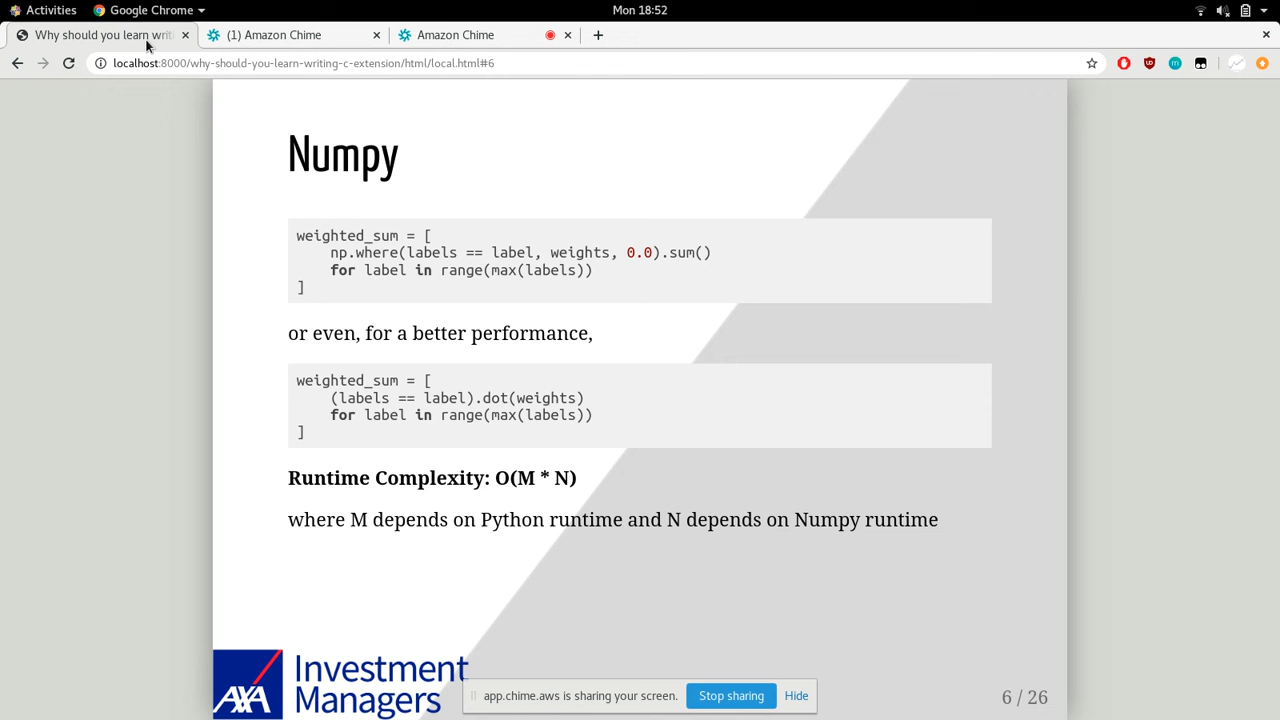 Activities Google Chrome Mon 18:52
Why should you learn writi (1) Amazon Chime Amazon Chime
localhost:8000/why-should-you-learn-writing-c-extension/html/local.html#6
Numpy
weighted_sum = [
    np.where(labels == label, weights, 0.0).sum()
    for label in range(max(labels))
]
or even, for a better performance,
weighted_sum = [
    (labels == label).dot(weights)
    for label in range(max(labels))
]
Runtime Complexity: O(M * N)
where M depends on Python runtime and N depends on Numpy runtime
AXA Investment
Managers
app.chime.aws is sharing your screen. Stop sharing Hide
6 / 26